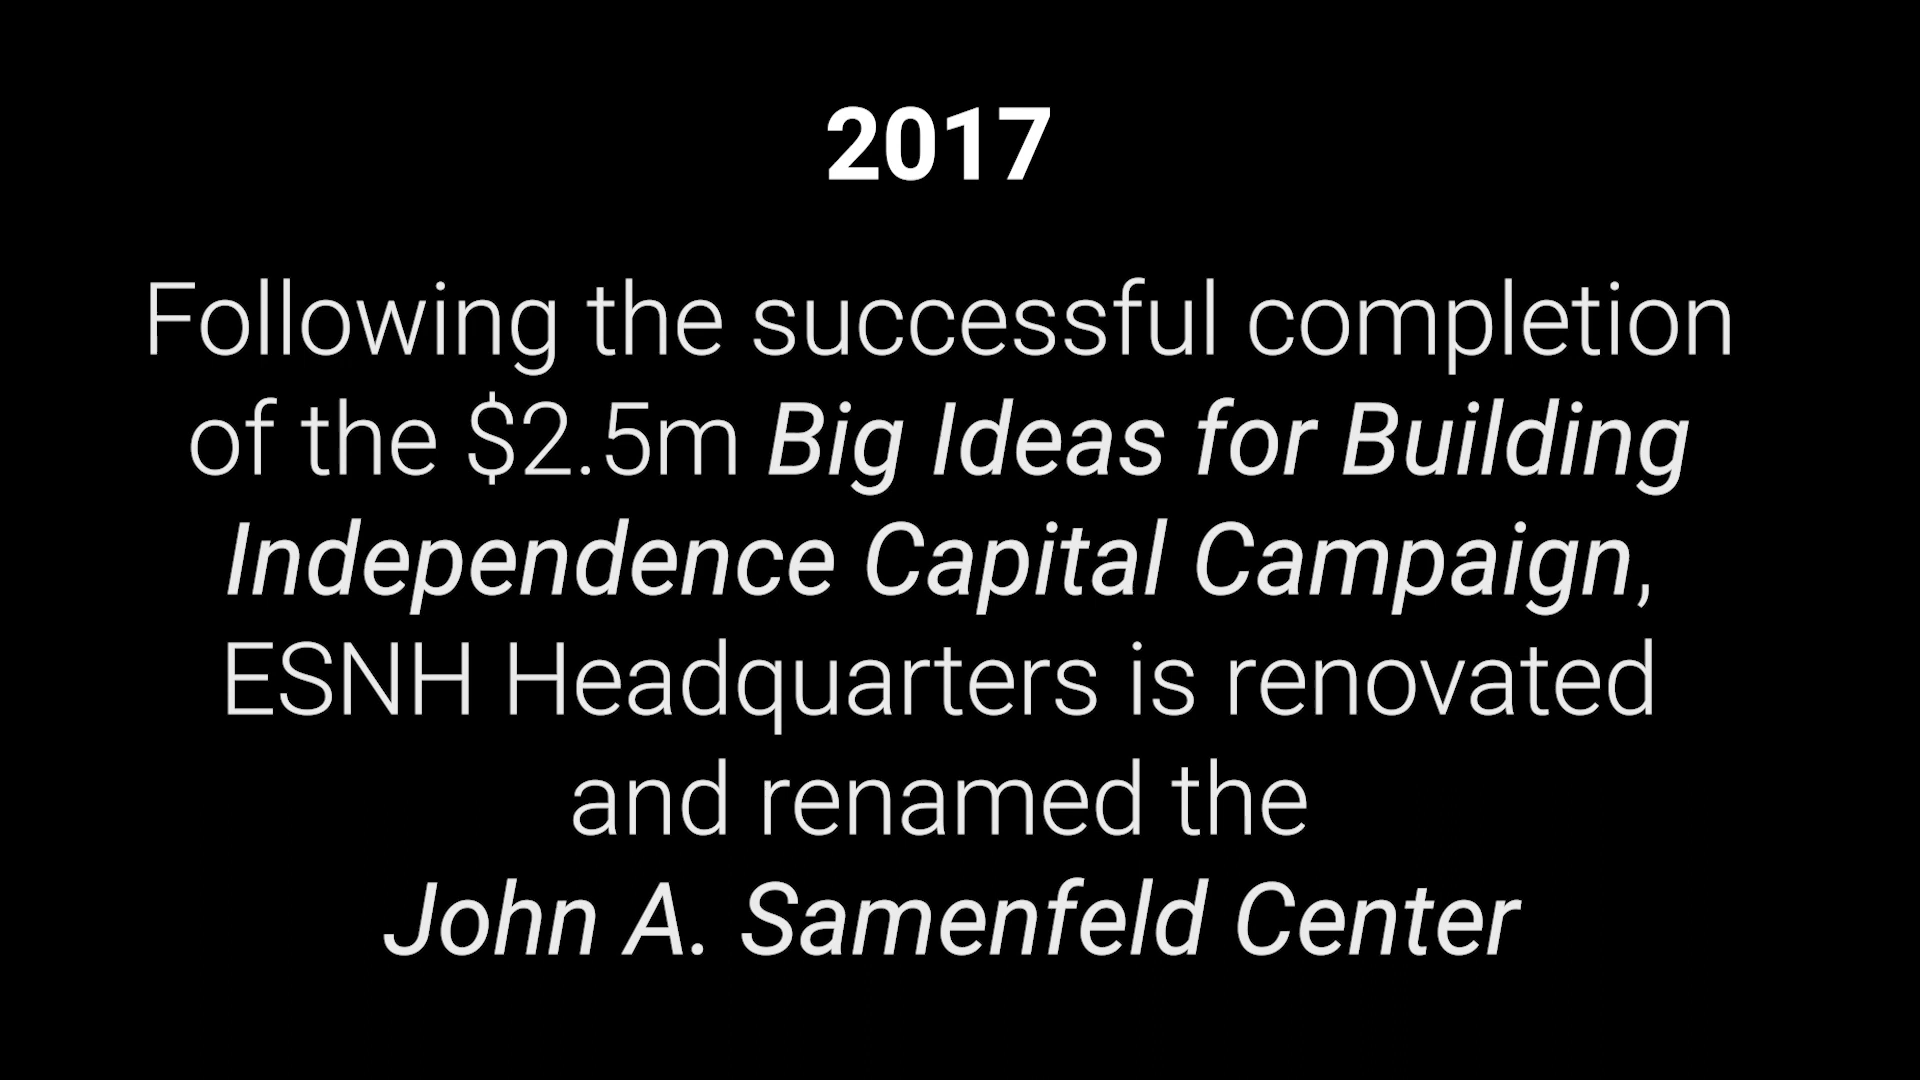 2017
Following the successful completion
of the $2.5m Big Ideas for Building
Independence Capital Campaign,
ESNH Headquarters is renovated
and renamed the
John A. Samenfeld Center